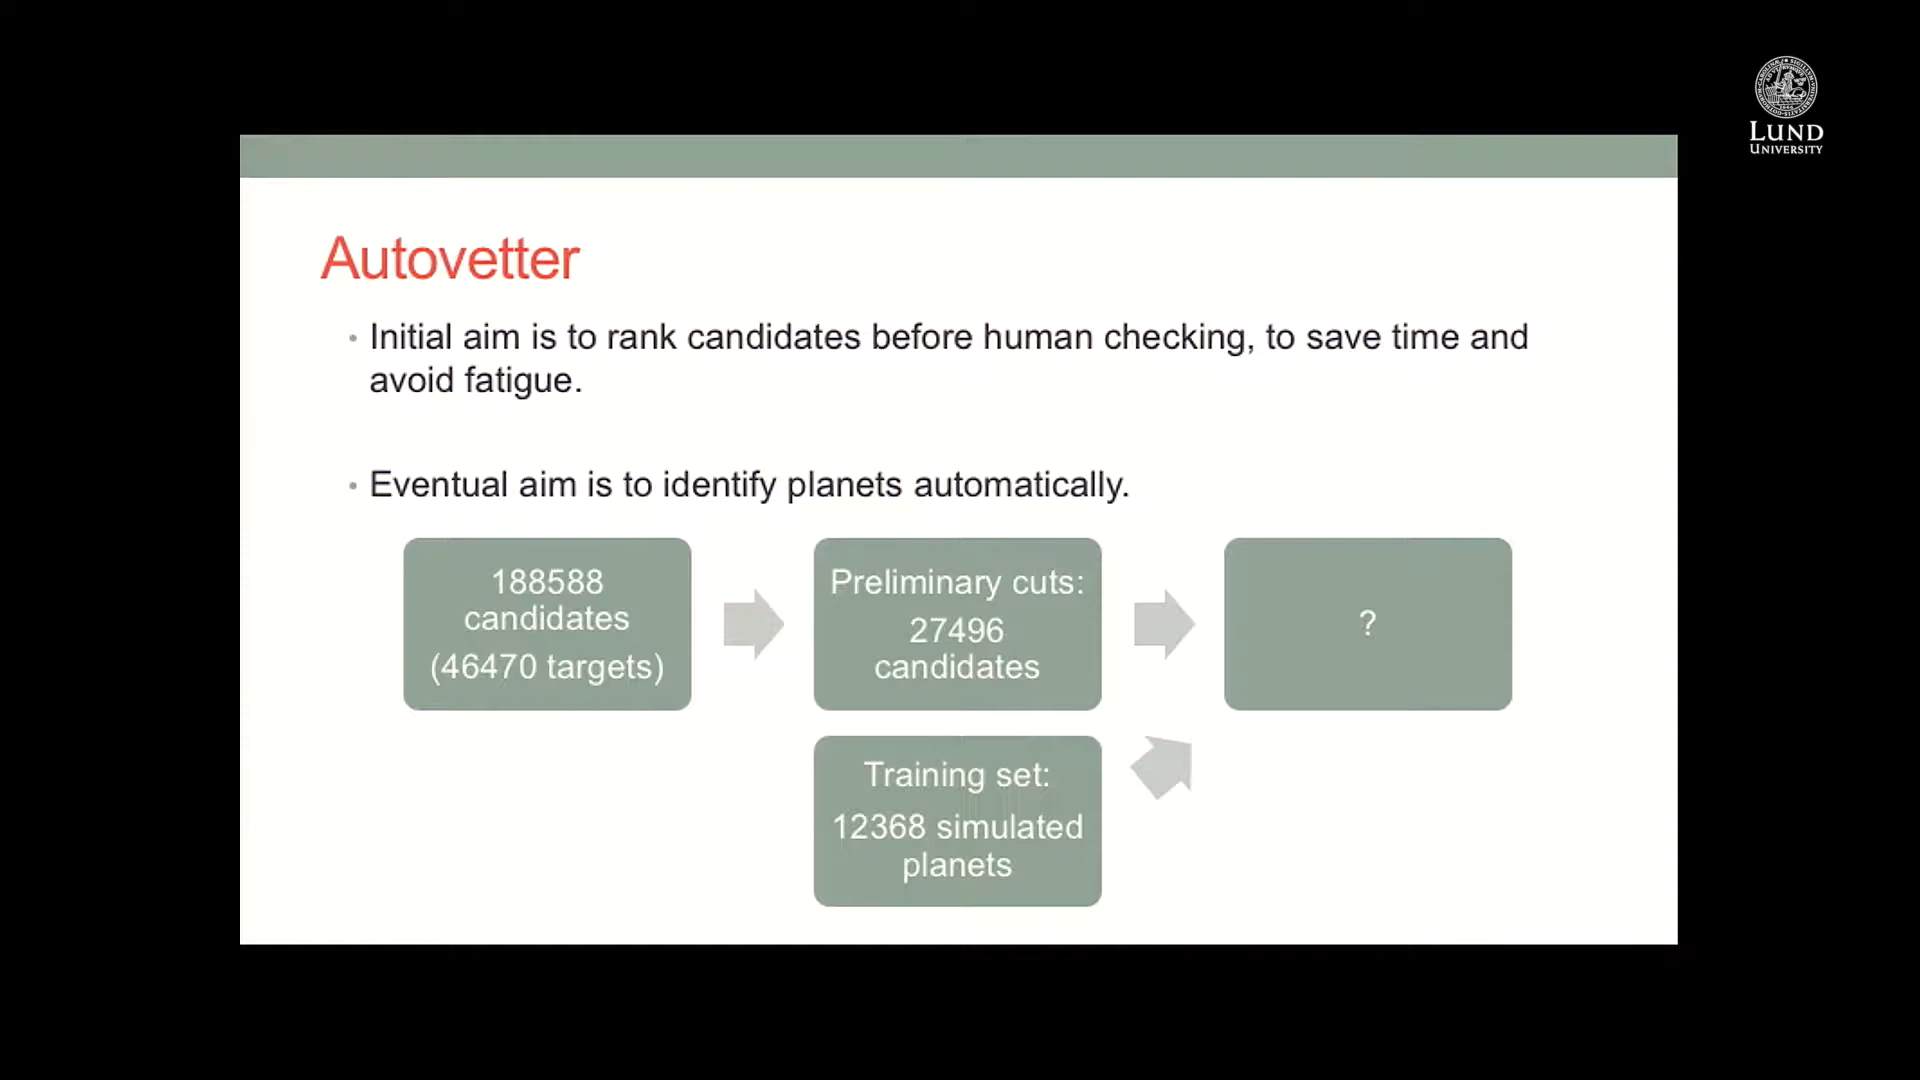 LUND
UNIVERSITY
Autovetter
• Initial aim is to rank candidates before human checking, to save time and
avoid fatigue.
• Eventual aim is to identify planets automatically.
188588
candidates
(46470 targets)
Preliminary cuts:
27496
candidates
?
Training set:
12368 simulated
planets